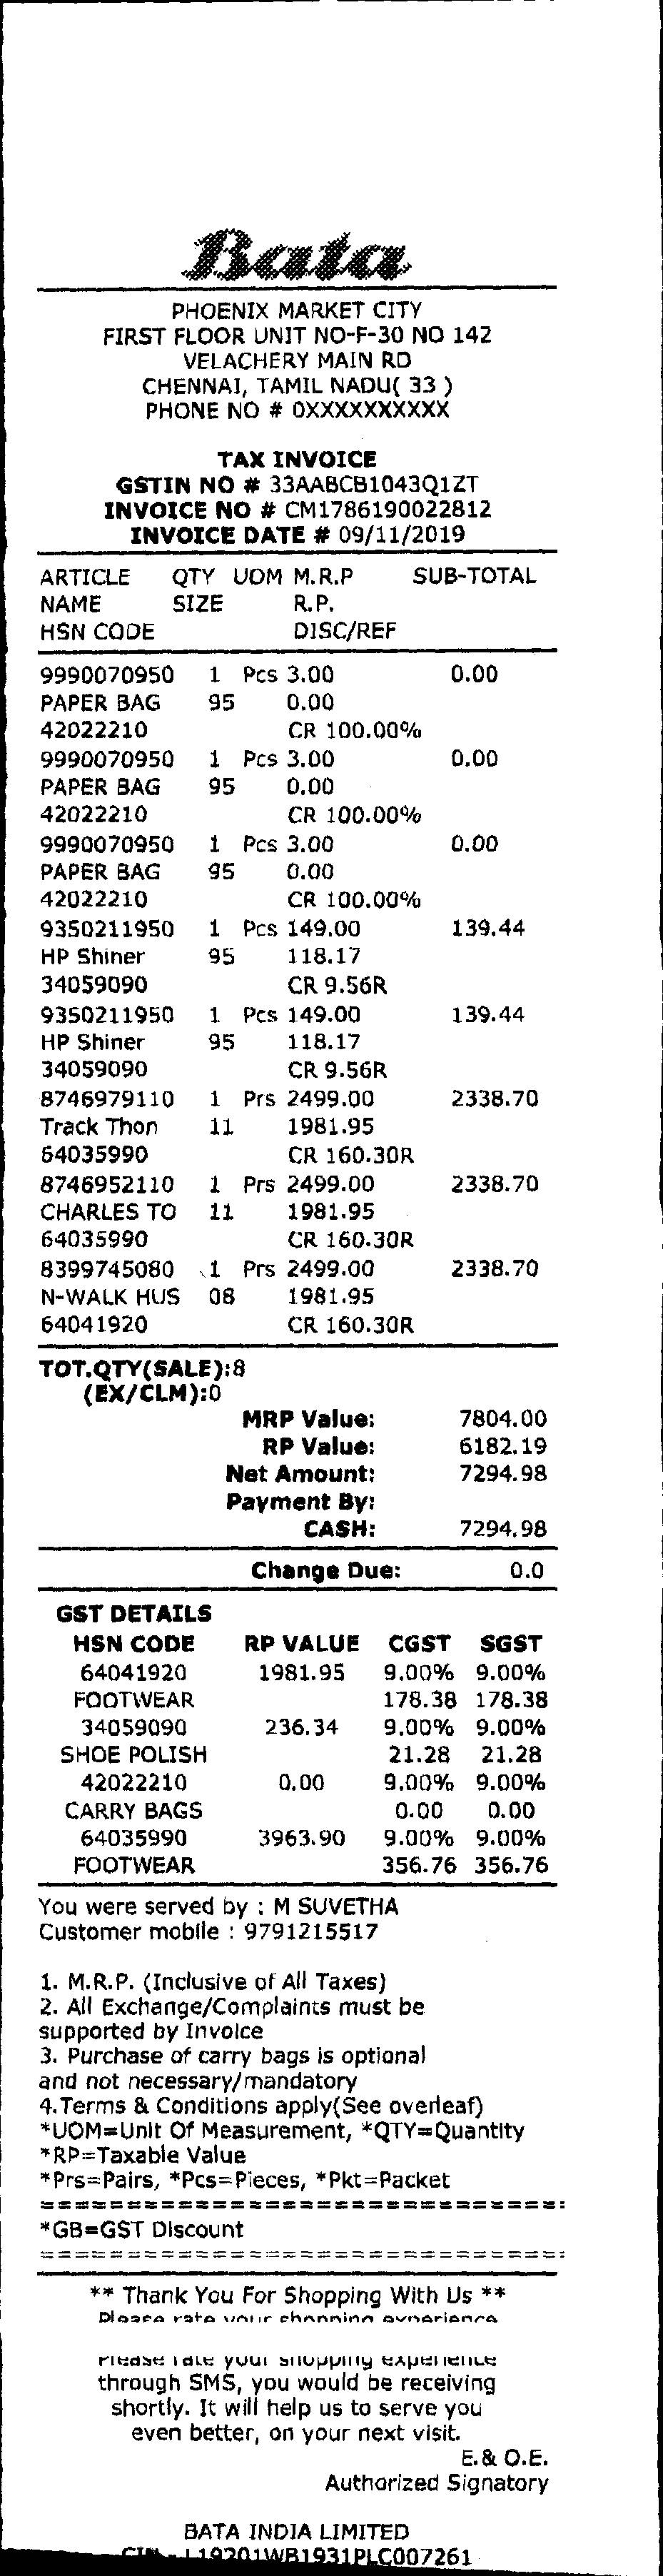 Bata
PHOENIX MARKET CITY
FIRST FLOOR UNIT NO-F-30 NO 142
VELACHERY MAIN RD
CHENNAI, TAMIL NADU( 33 )
PHONE NO # 0XXXXXXXXXX
TAX INVOICE
GSTIN NO # 33AABCB1043Q1ZT
INVOICE NO # CM1786190022812
INVOICE DATE # 09/11/2019
ARTICLE QTY UOM M.R.P SUB-TOTAL
NAME SIZE R.P.
HSN CODE DISC/REF
9990070950 1 Pcs 3.00 0.00
PAPER BAG 95 0.00
42022210 CR 100.00%
9990070950 1 Pcs 3.00 0.00
PAPER BAG 95 0.00
42022210 CR 100.00%
9990070950 1 Pcs 3.00 0.00
PAPER BAG 95 0.00
42022210 CR 100.00%
9350211950 1 Pcs 149.00 139.44
HP Shiner 95 118.17
34059090 CR 9.56R
9350211950 1 Pcs 149.00 139.44
HP Shiner 95 118.17
34059090 CR 9.56R
8746979110 1 Prs 2499.00 2338.70
Track Thon 11 1981.95
64035990 CR 160.30R
8746952110 1 Prs 2499.00 2338.70
CHARLES TO 11 1981.95
64035990 CR 160.30R
8399745080 1 Prs 2499.00 2338.70
N-WALK HUS 08 1981.95
64041920 CR 160.30R
TOT.QTY(SALE):8
(EX/CLM):0
MRP Value: 7804.00
RP Value: 6182.19
Net Amount: 7294.98
Payment By:
CASH: 7294.98
Change Due: 0.0
GST DETAILS
HSN CODE RP VALUE CGST SGST
64041920 1981.95 9.00% 9.00%
FOOTWEAR 178.38 178.38
34059090 236.34 9.00% 9.00%
SHOE POLISH 21.28 21.28
42022210 0.00 9.00% 9.00%
CARRY BAGS 0.00 0.00
64035990 3963.90 9.00% 9.00%
FOOTWEAR 356.76 356.76
You were served by : M SUVETHA
Customer mobile : 9791215517
1. M.R.P. (Inclusive of All Taxes)
2. All Exchange/Complaints must be
supported by Invoice
3. Purchase of carry bags is optional
and not necessary/mandatory
4.Terms & Conditions apply(See overleaf)
*UOM=Unit Of Measurement, *QTY=Quantity
*RP=Taxable Value
*Prs=Pairs, *Pcs=Pieces, *Pkt=Packet
*GB=GST Discount
** Thank You For Shopping With Us **
Please rate your shopping experience
Please rate your shopping experience
through SMS, you would be receiving
shortly. It will help us to serve you
even better, on your next visit.
E.& O.E.
Authorized Signatory
BATA INDIA LIMITED
CIN - L19201WB1931PLC007261